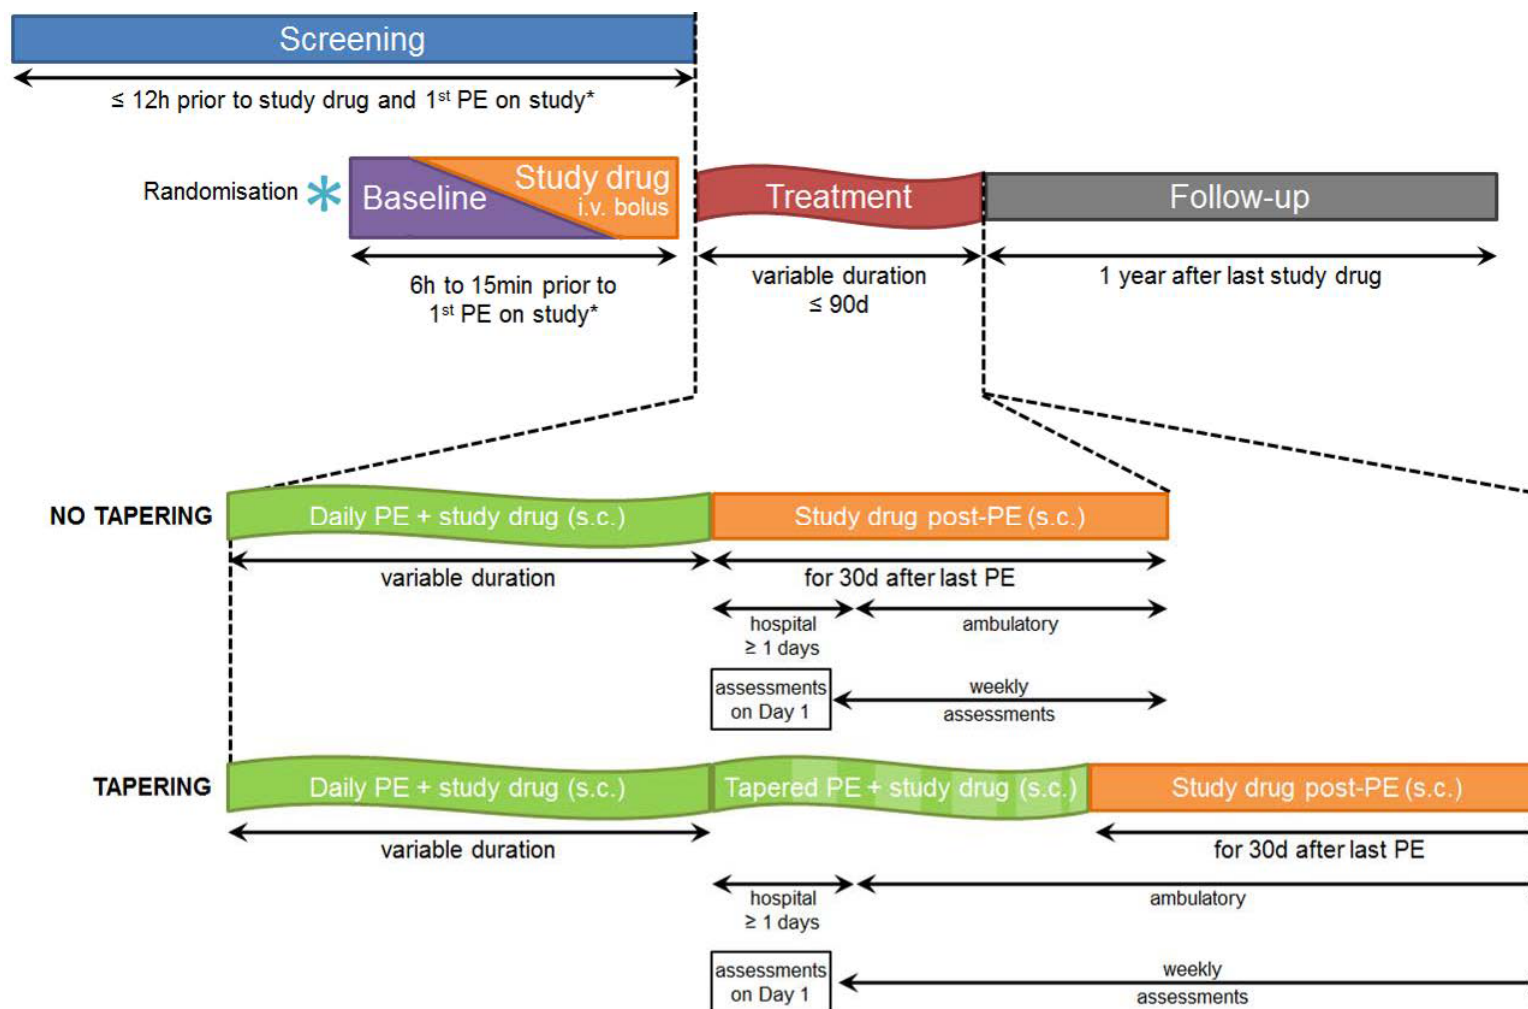 Screening
≤ 12h prior to study drug and 1st PE on study*
Randomisation *
Baseline
Study drug
i.v. bolus
Treatment
Follow-up
6h to 15min prior to
1st PE on study*
variable duration
≤ 90d
1 year after last study drug
NO TAPERING
Daily PE + study drug (s.c.)
Study drug post-PE (s.c.)
variable duration
for 30d after last PE
hospital
≥ 1 days
ambulatory
assessments
on Day 1
weekly
assessments
TAPERING
Daily PE + study drug (s.c.)
Tapered PE + study drug (s.c.)
Study drug post-PE (s.c.)
variable duration
for 30d after last PE
hospital
≥ 1 days
ambulatory
assessments
on Day 1
weekly
assessments